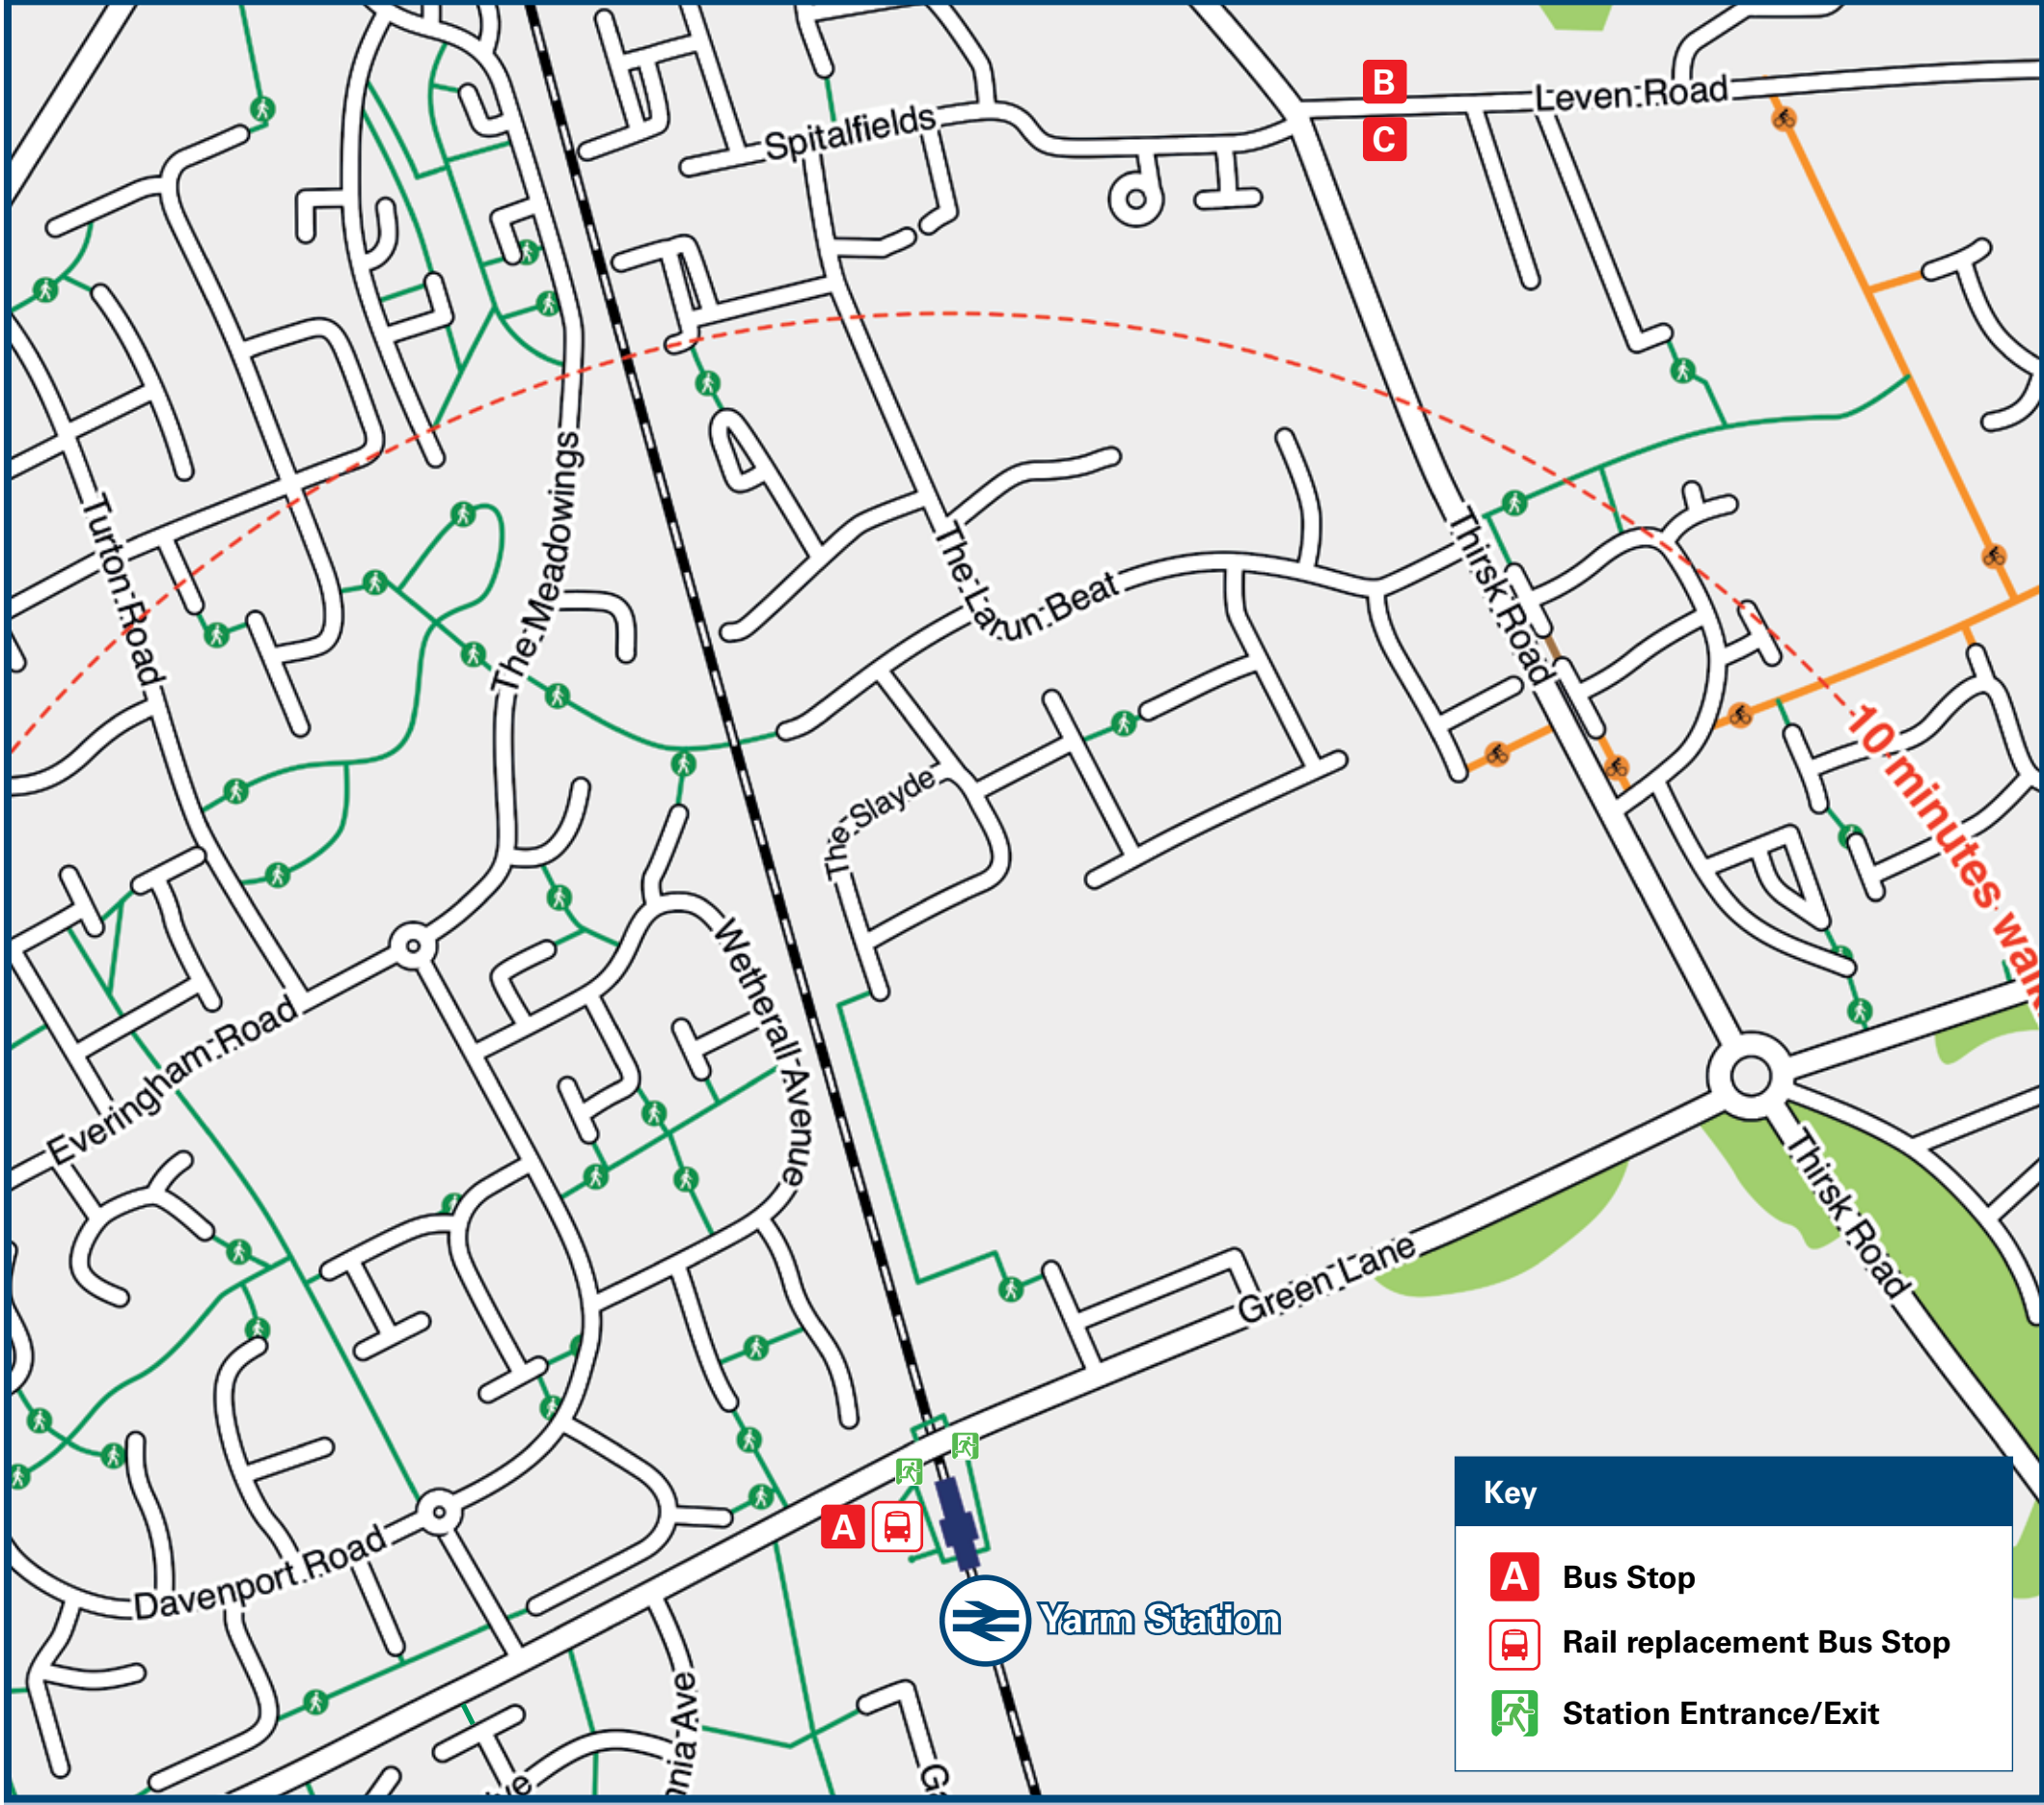 B
Leven Road
C
Spitalfields
Turton Road
The Meadowings
The Larun Beat
Thirsk Road
10 minutes walk
The Slayde
Wetherall Avenue
Everingham Road
Green Lane
Thirsk Road
A
Davenport Road
Yarm Station
Key
A Bus Stop
Rail replacement Bus Stop
Station Entrance/Exit